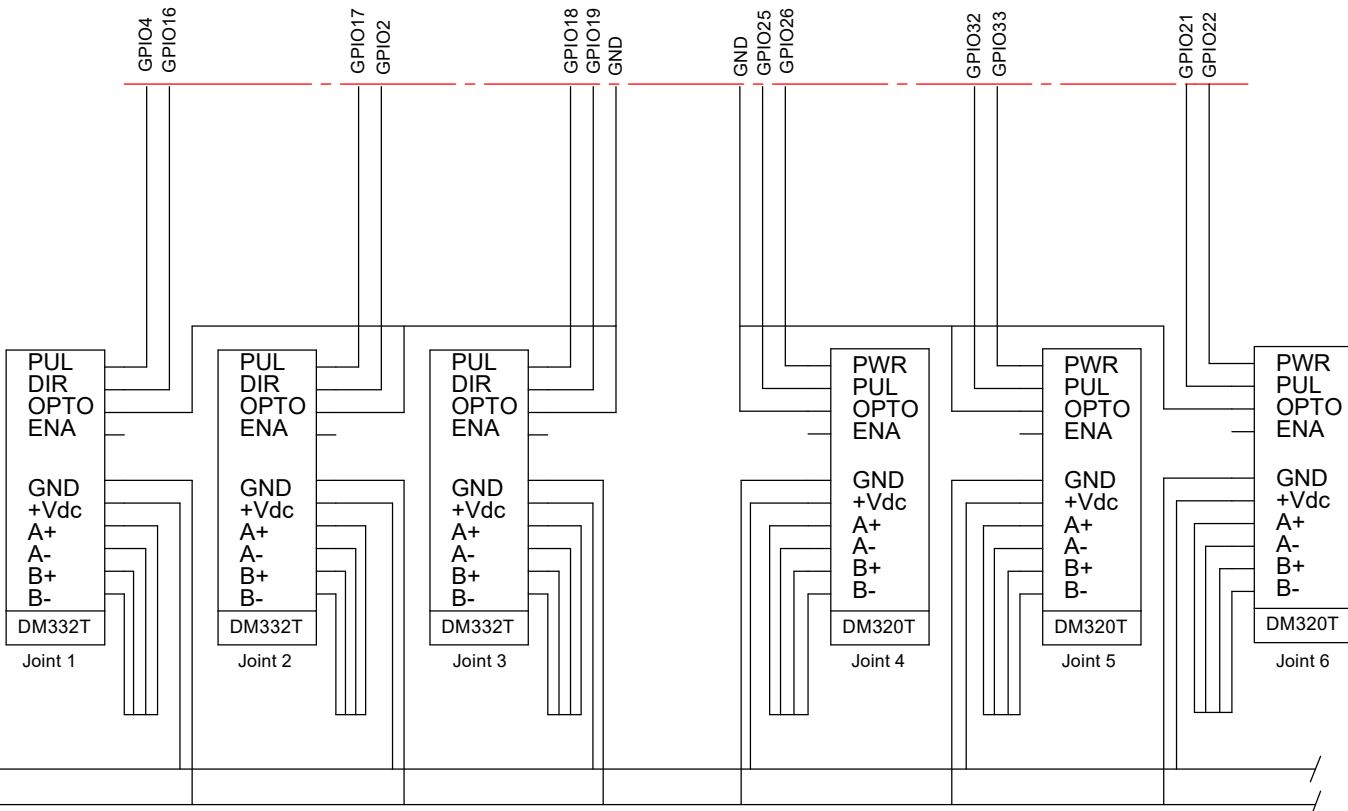 GPIO4
GPIO16
GPIO17
GPIO2
GPIO18
GPIO19
GND
GND
GPIO25
GPIO26
GPIO32
GPIO33
GPIO21
GPIO22
PUL
DIR
OPTO
ENA
GND
+Vdc
A+
A-
B+
B-
DM332T
Joint 1
PUL
DIR
OPTO
ENA
GND
+Vdc
A+
A-
B+
B-
DM332T
Joint 2
PUL
DIR
OPTO
ENA
GND
+Vdc
A+
A-
B+
B-
DM332T
Joint 3
PWR
PUL
OPTO
ENA
GND
+Vdc
A+
A-
B+
B-
DM320T
Joint 4
PWR
PUL
OPTO
ENA
GND
+Vdc
A+
A-
B+
B-
DM320T
Joint 5
PWR
PUL
OPTO
ENA
GND
+Vdc
A+
A-
B+
B-
DM320T
Joint 6